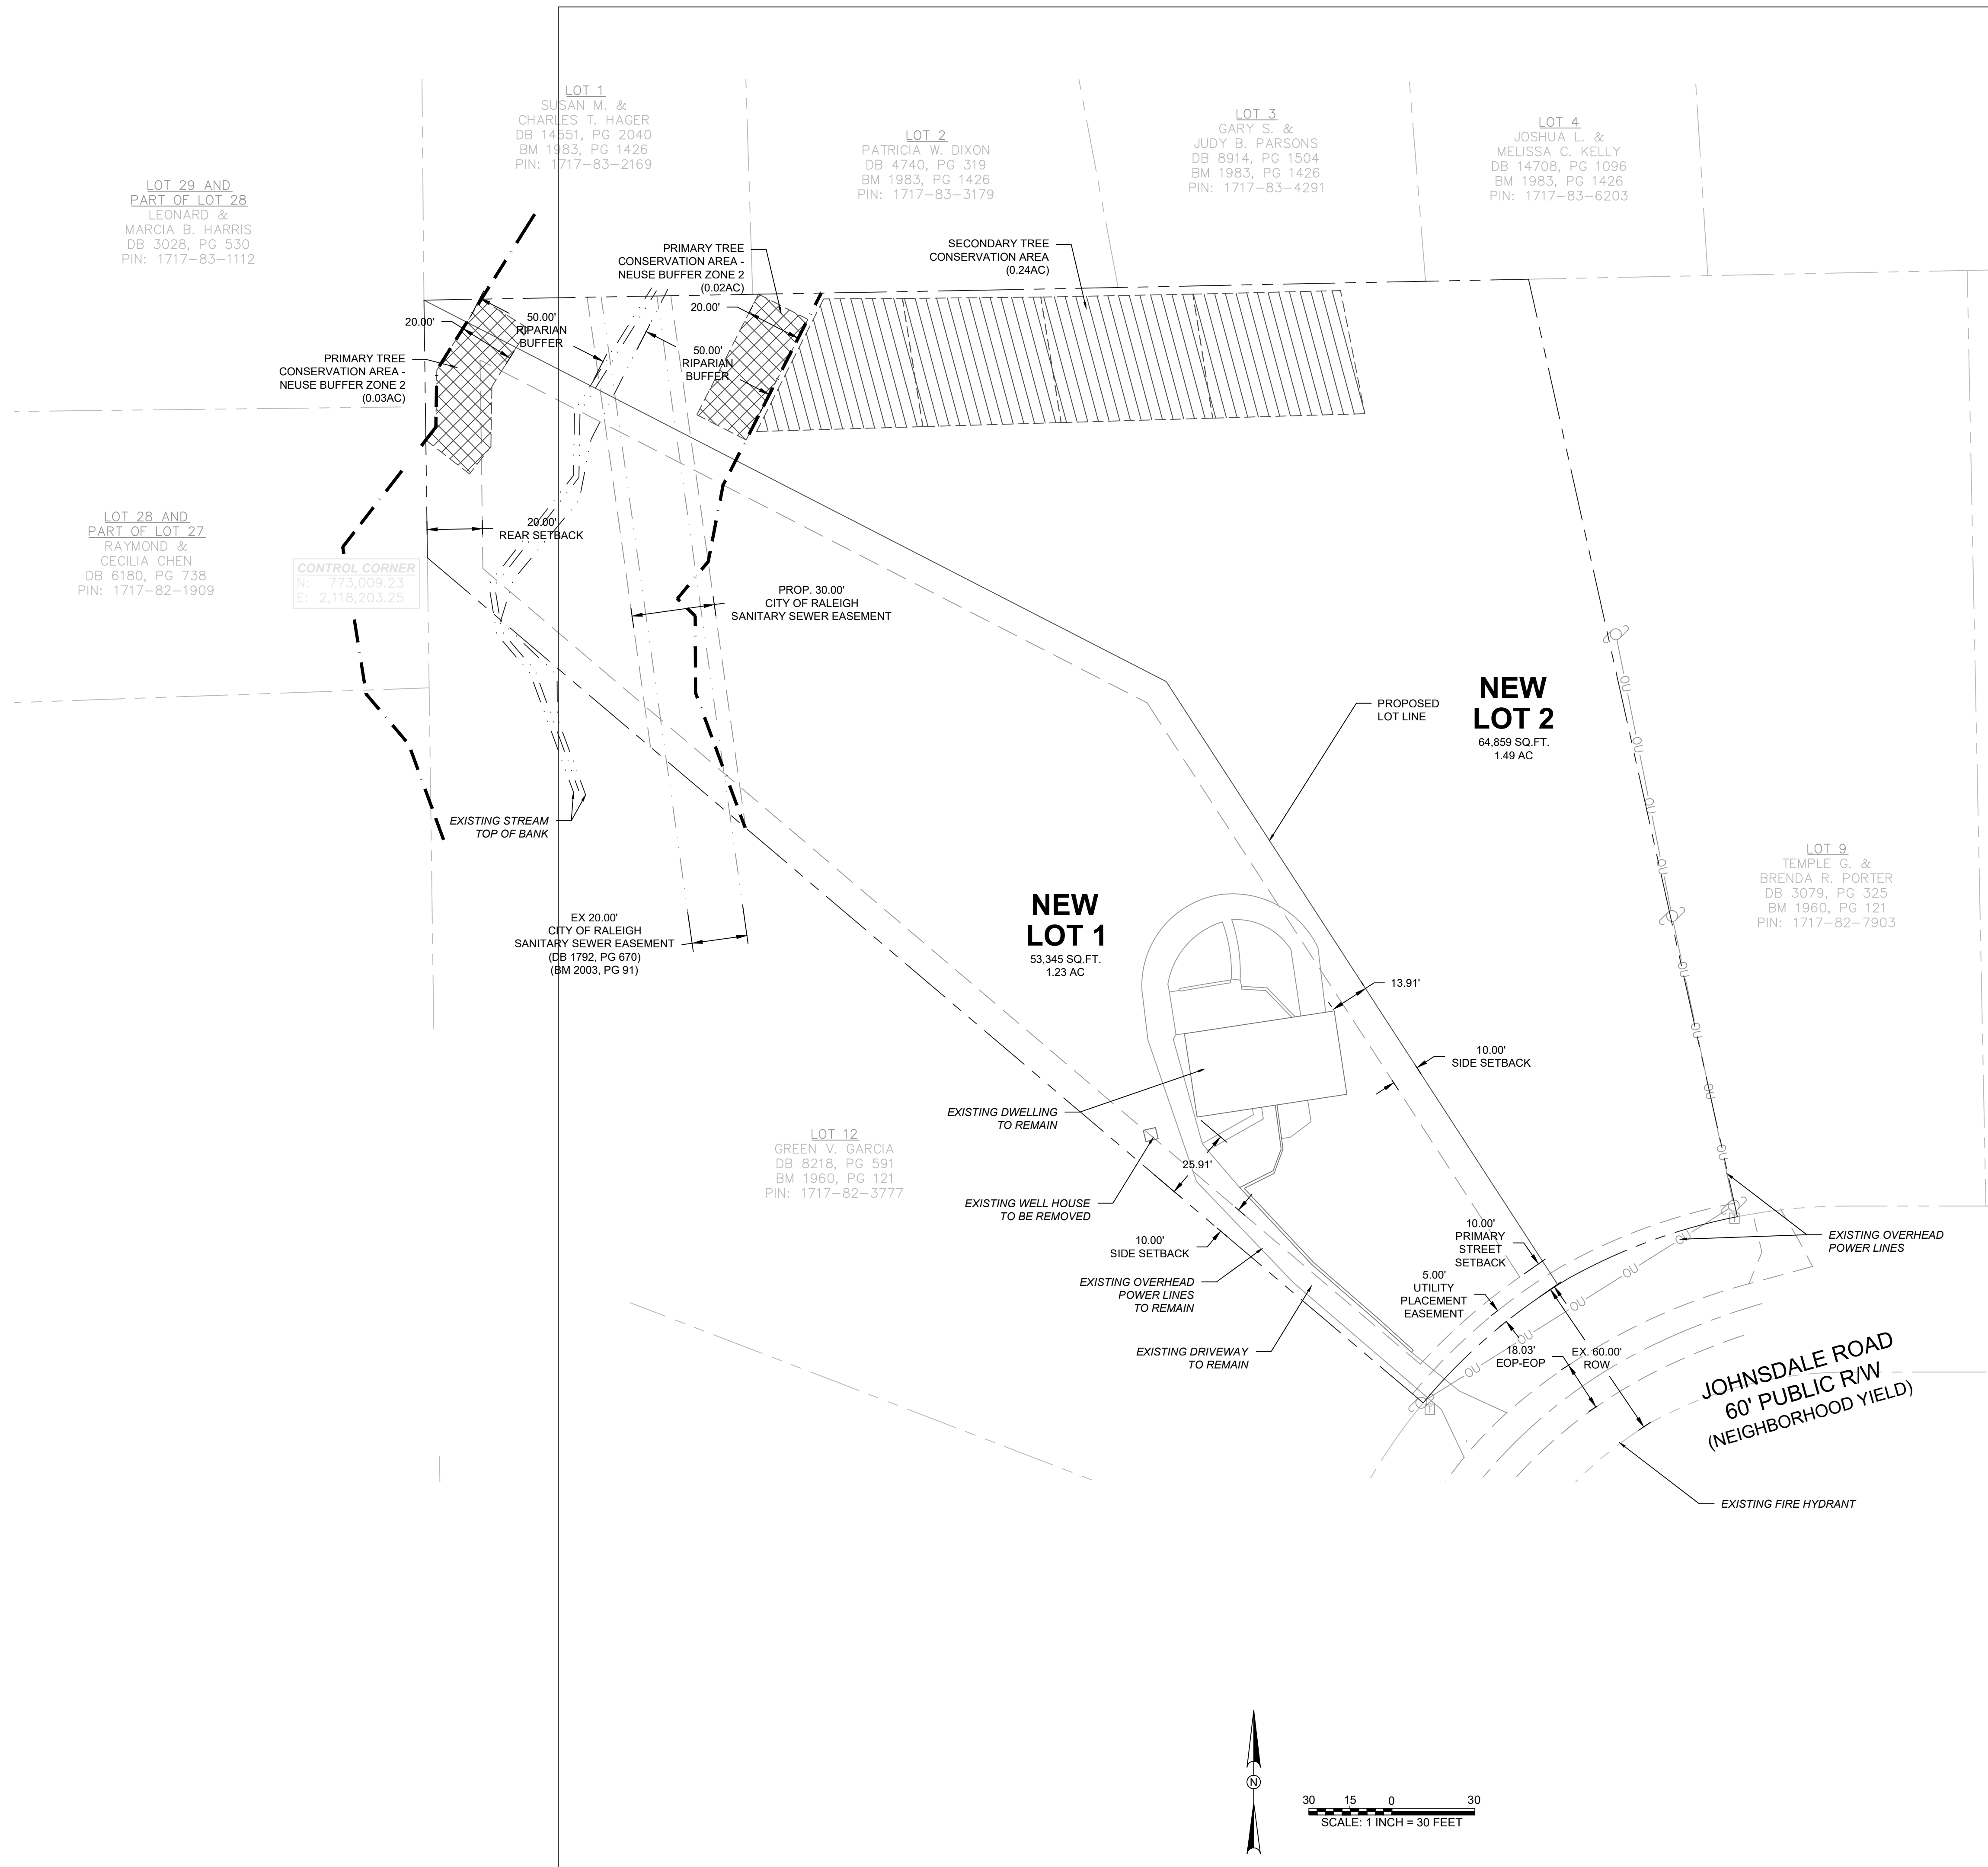 LOT 1
SUSAN M. &
CHARLES T. HAGER
DB 14551, PG 2040
BM 1983, PG 1426
PIN: 1717-83-2169
LOT 2
PATRICIA W. DIXON
DB 4740, PG 319
BM 1983, PG 1426
PIN: 1717-83-3179
LOT 3
GARY S. &
JUDY B. PARSONS
DB 8914, PG 1504
BM 1983, PG 1426
PIN: 1717-83-4291
LOT 4
JOSHUA L. &
MELISSA C. KELLY
DB 14708, PG 1096
BM 1983, PG 1426
PIN: 1717-83-6203
LOT 29 AND
PART OF LOT 28
LEONARD &
MARCIA B. HARRIS
DB 3028, PG 530
PIN: 1717-83-1112
PRIMARY TREE
CONSERVATION AREA -
NEUSE BUFFER ZONE 2
(0.02AC)
SECONDARY TREE
CONSERVATION AREA
(0.24AC)
20.00'
20.00'
50.00'
RIPARIAN
BUFFER
50.00'
RIPARIAN
BUFFER
PRIMARY TREE
CONSERVATION AREA -
NEUSE BUFFER ZONE 2
(0.03AC)
LOT 28 AND
PART OF LOT 27
RAYMOND &
CECILIA CHEN
DB 6180, PG 738
PIN: 1717-82-1909
CONTROL CORNER
N: 773,009.23
E: 2,118,203.25
20.00'
REAR SETBACK
PROP. 30.00'
CITY OF RALEIGH
SANITARY SEWER EASEMENT
PROPOSED
LOT LINE
NEW
LOT 2
64,859 SQ.FT.
1.49 AC
OU
OU
OU
OU
OU
OU
OU
OU
EXISTING STREAM
TOP OF BANK
LOT 9
TEMPLE G. &
BRENDA R. PORTER
DB 3079, PG 325
BM 1960, PG 121
PIN: 1717-82-7903
EX 20.00'
CITY OF RALEIGH
SANITARY SEWER EASEMENT
(DB 1792, PG 670)
(BM 2003, PG 91)
NEW
LOT 1
53,345 SQ.FT.
1.23 AC
13.91'
10.00'
SIDE SETBACK
EXISTING DWELLING
TO REMAIN
LOT 12
GREEN V. GARCIA
DB 8218, PG 591
BM 1960, PG 121
PIN: 1717-82-3777
25.91'
EXISTING WELL HOUSE
TO BE REMOVED
10.00'
SIDE SETBACK
EXISTING OVERHEAD
POWER LINES
TO REMAIN
EXISTING DRIVEWAY
TO REMAIN
10.00'
PRIMARY
STREET
SETBACK
5.00'
UTILITY
PLACEMENT
EASEMENT
T
OU
OU
OU
OU
OU
T
EXISTING OVERHEAD
POWER LINES
18.03'
EOP-EOP
EX. 60.00'
ROW
JOHNSDALE ROAD
60' PUBLIC R/W
(NEIGHBORHOOD YIELD)
EXISTING FIRE HYDRANT
N
30 15 0 30
SCALE: 1 INCH = 30 FEET